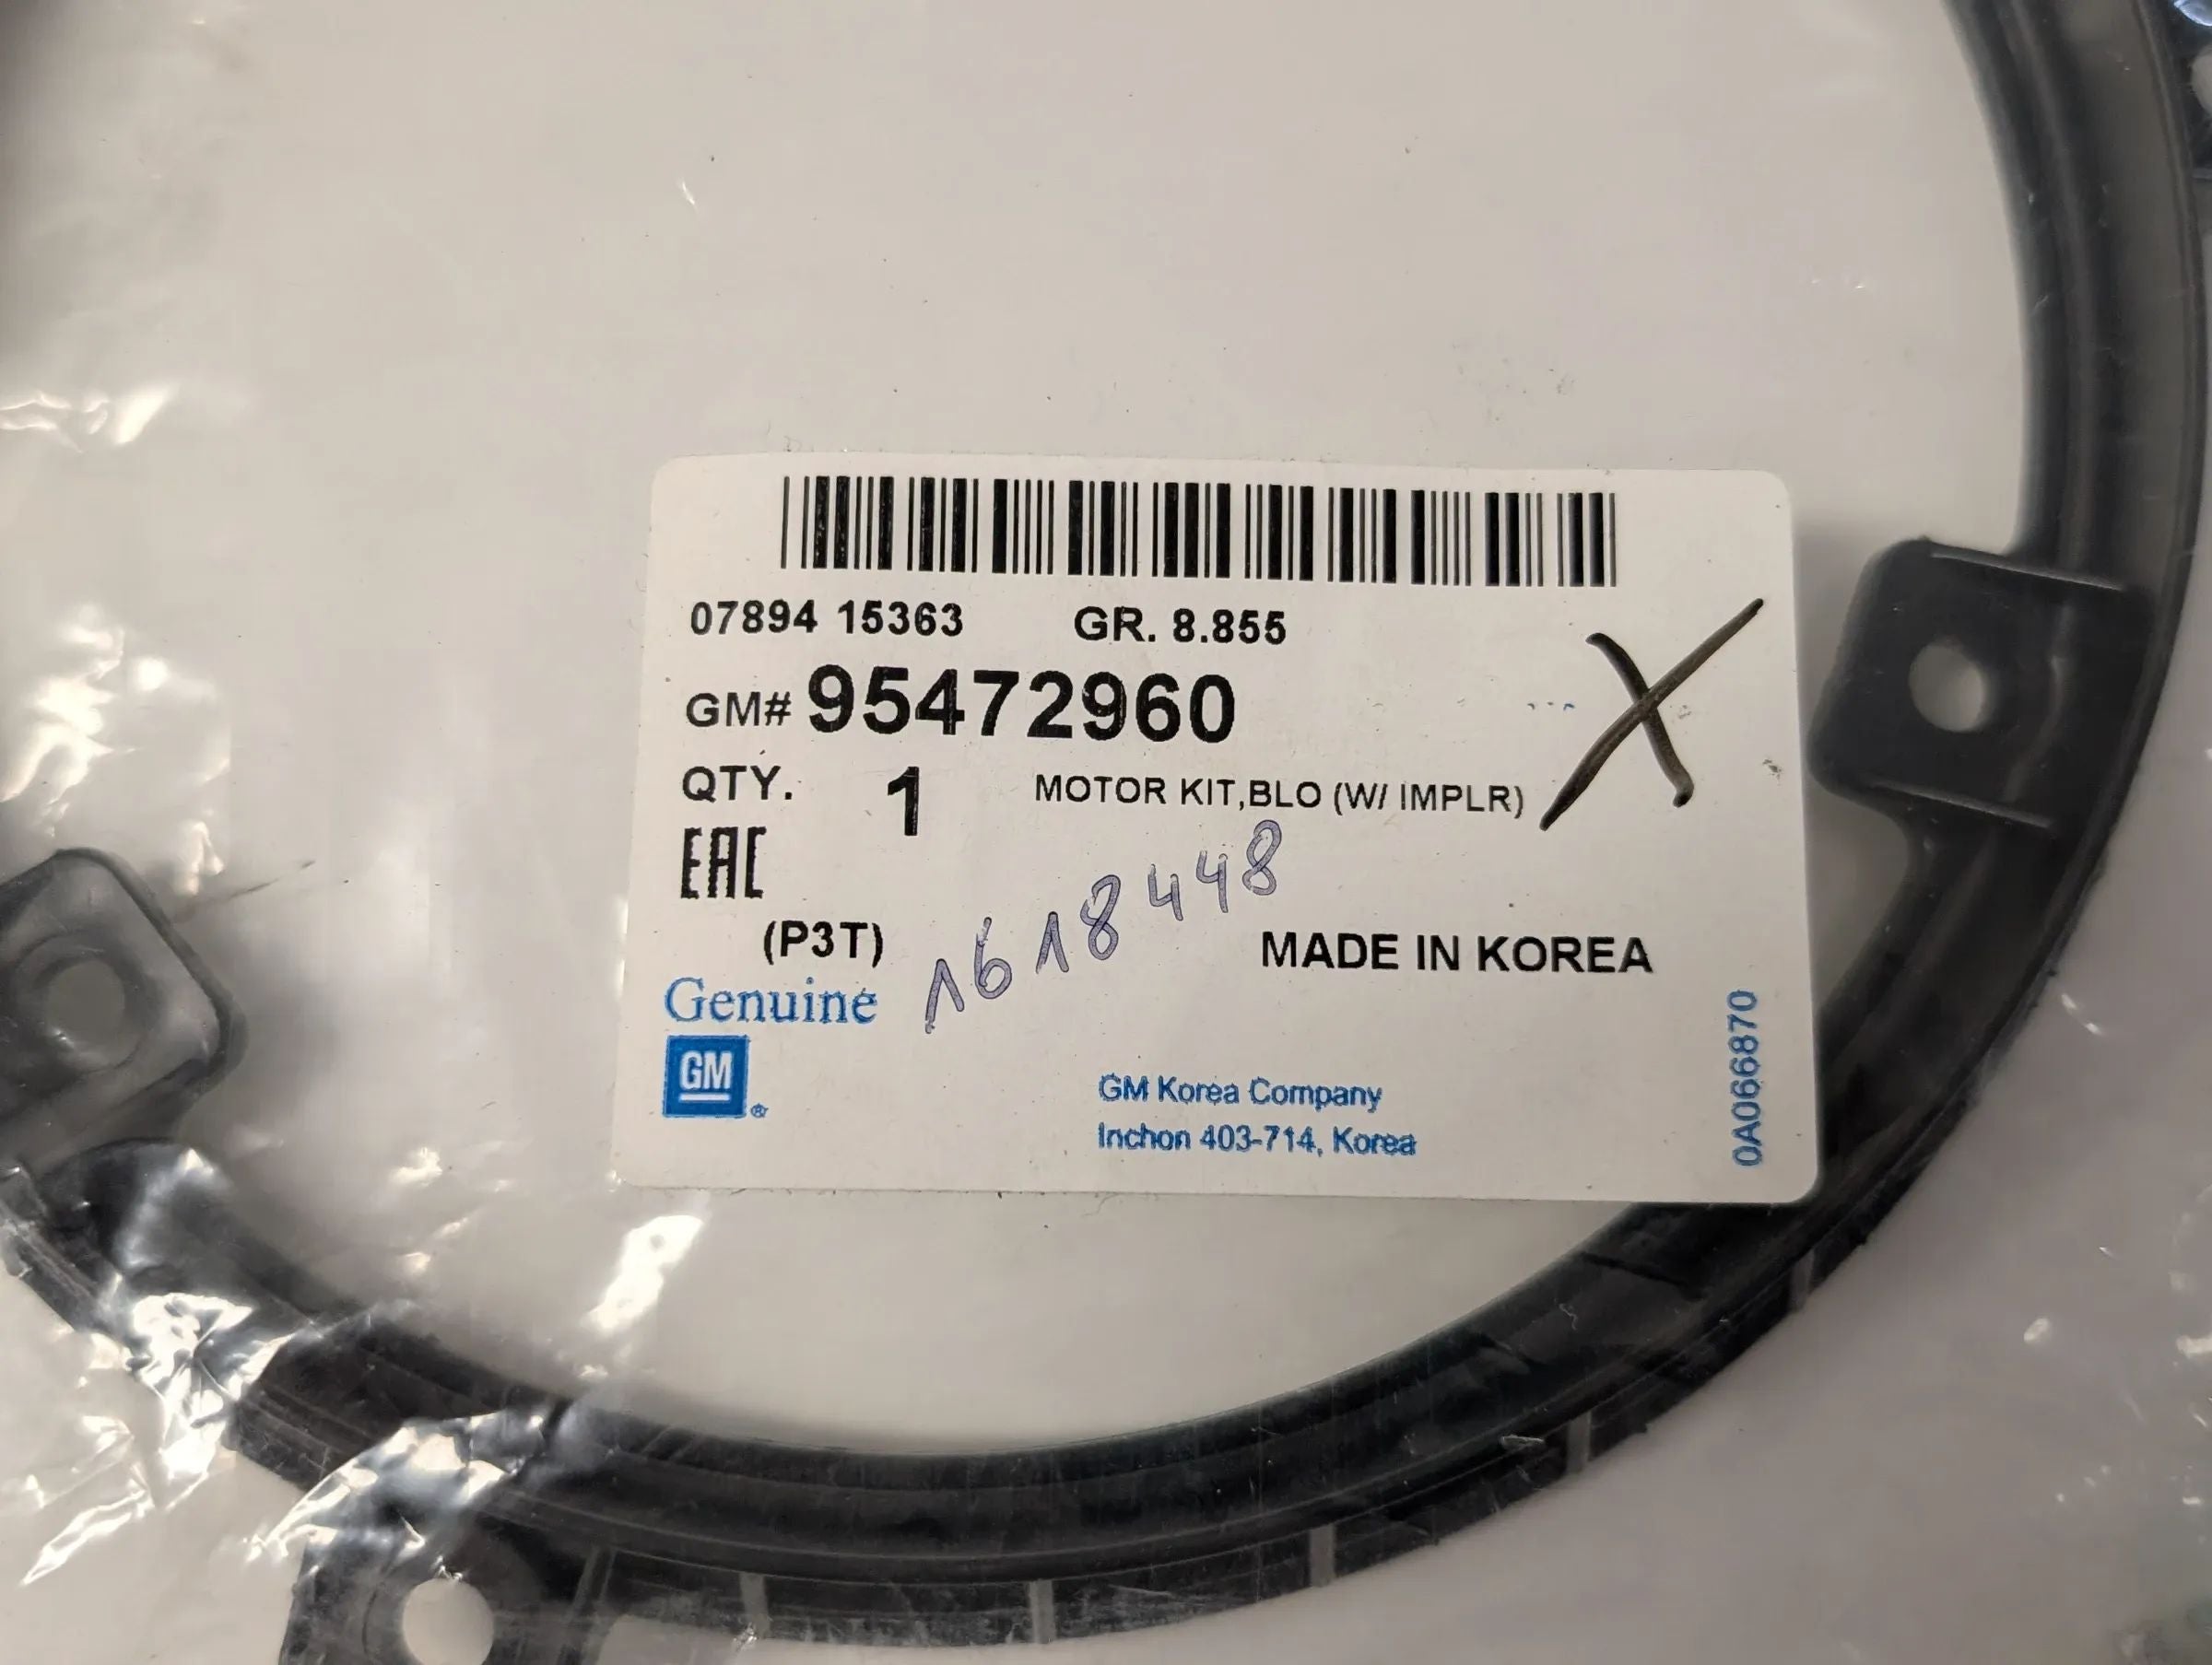 07894 15363 GR. 8.855
GM# 95472960
X
QTY. 1 MOTOR KIT,BLO (W/ IMPLR)
EAC
1618448
(P3T) MADE IN KOREA
Genuine
GM ®
GM Korea Company
Inchon 403-714, Korea
0A066870